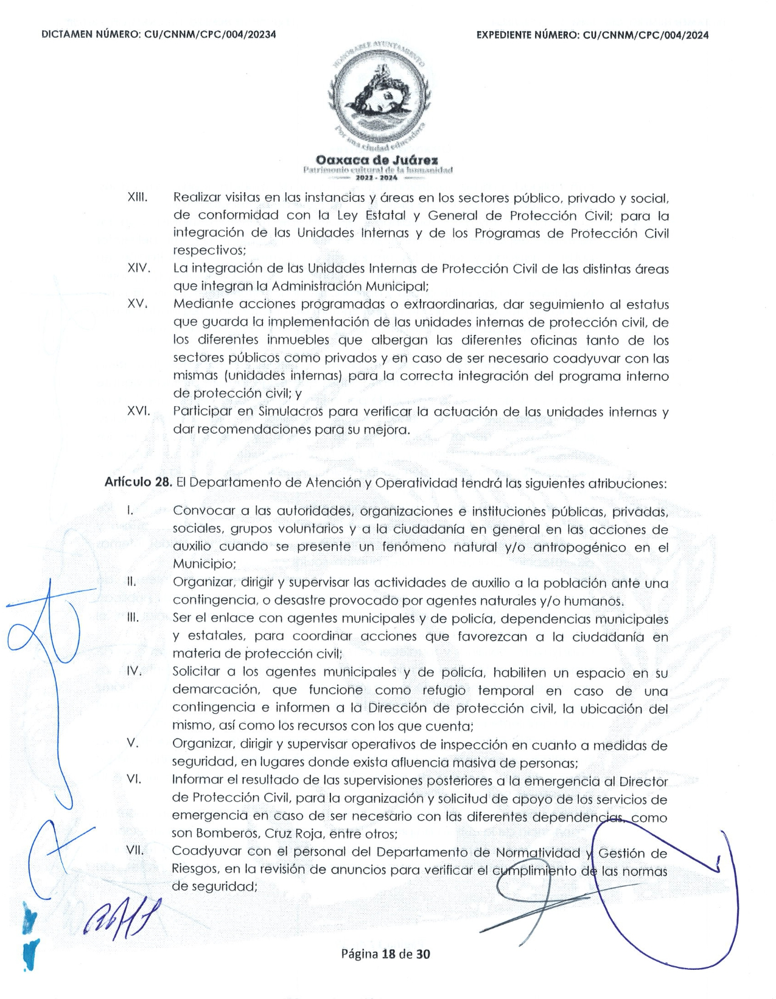 DICTAMEN NÚMERO: CU/CNNM/CPC/004/20234
EXPEDIENTE NÚMERO: CU/CNNM/CPC/004/2024
HONORABLE AYUNTAMIENTO
Por una ciudad educadora
Oaxaca de Juárez
Patrimonio cultural de la humanidad
2022 - 2024
XIII. Realizar visitas en las instancias y áreas en los sectores público, privado y social,
de conformidad con la Ley Estatal y General de Protección Civil; para la
integración de las Unidades Internas y de los Programas de Protección Civil
respectivos;
XIV. La integración de las Unidades Internas de Protección Civil de las distintas áreas
que integran la Administración Municipal;
XV. Mediante acciones programadas o extraordinarias, dar seguimiento al estatus
que guarda la implementación de las unidades internas de protección civil, de
los diferentes inmuebles que albergan las diferentes oficinas tanto de los
sectores públicos como privados y en caso de ser necesario coadyuvar con las
mismas (unidades internas) para la correcta integración del programa interno
de protección civil; y
XVI. Participar en Simulacros para verificar la actuación de las unidades internas y
dar recomendaciones para su mejora.
Artículo 28. El Departamento de Atención y Operatividad tendrá las siguientes atribuciones:
I. Convocar a las autoridades, organizaciones e instituciones públicas, privadas,
sociales, grupos voluntarios y a la ciudadanía en general en las acciones de
auxilio cuando se presente un fenómeno natural y/o antropogénico en el
Municipio;
II. Organizar, dirigir y supervisar las actividades de auxilio a la población ante una
contingencia, o desastre provocado por agentes naturales y/o humanos.
III. Ser el enlace con agentes municipales y de policía, dependencias municipales
y estatales, para coordinar acciones que favorezcan a la ciudadanía en
materia de protección civil;
IV. Solicitar a los agentes municipales y de policía, habiliten un espacio en su
demarcación, que funcione como refugio temporal en caso de una
contingencia e informen a la Dirección de protección civil, la ubicación del
mismo, así como los recursos con los que cuenta;
V. Organizar, dirigir y supervisar operativos de inspección en cuanto a medidas de
seguridad, en lugares donde exista afluencia masiva de personas;
VI. Informar el resultado de las supervisiones posteriores a la emergencia al Director
de Protección Civil, para la organización y solicitud de apoyo de los servicios de
emergencia en caso de ser necesario con las diferentes dependencias, como
son Bomberos, Cruz Roja, entre otros;
VII. Coadyuvar con el personal del Departamento de Normatividad y Gestión de
Riesgos, en la revisión de anuncios para verificar el cumplimiento de las normas
de seguridad;
Página 18 de 30